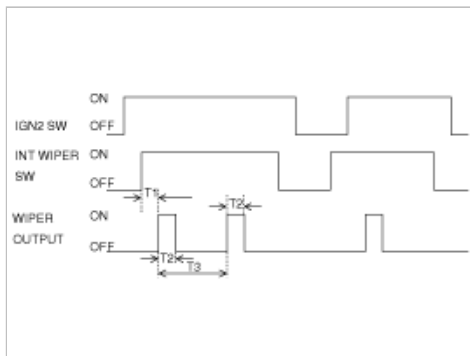 ON
IGN2 SW
OFF
INT WIPER
SW
ON
OFF
T1
T2
WIPER
OUTPUT
ON
OFF
T2
T3